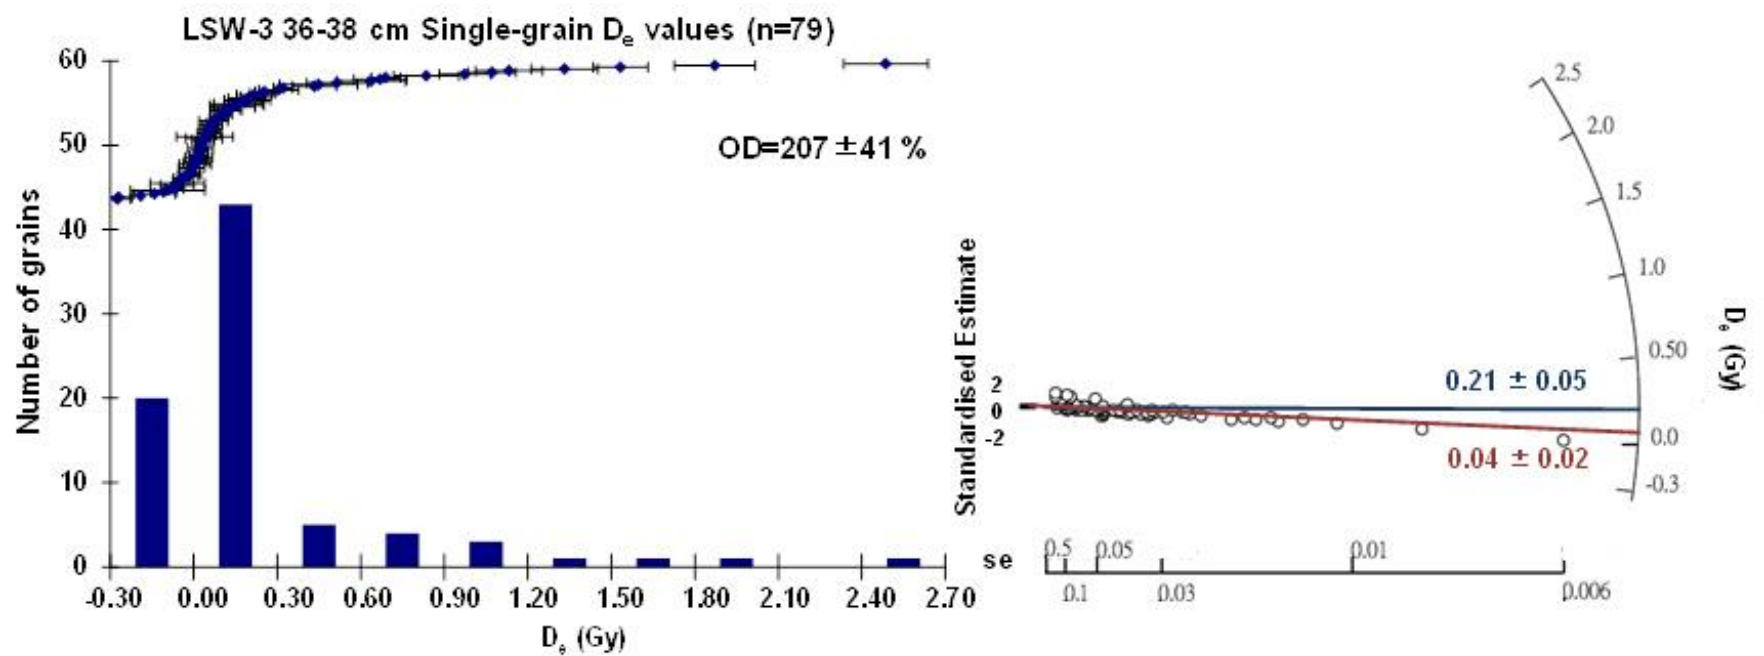 LSW-3 36-38 cm Single-grain De values (n=79)
60
50
40
30
20
10
0
Number of grains
OD=207 ±41 %
-0.30 0.00 0.30 0.60 0.90 1.20 1.50 1.80 2.10 2.40 2.70
De (Gy)
Standardised Estimate
2
0
-2
2.5
2.0
1.5
1.0
0.50
0.0
-0.3
De (Gy)
0.21 ± 0.05
0.04 ± 0.02
se
0.5 0.05 0.01
0.1 0.03 0.006